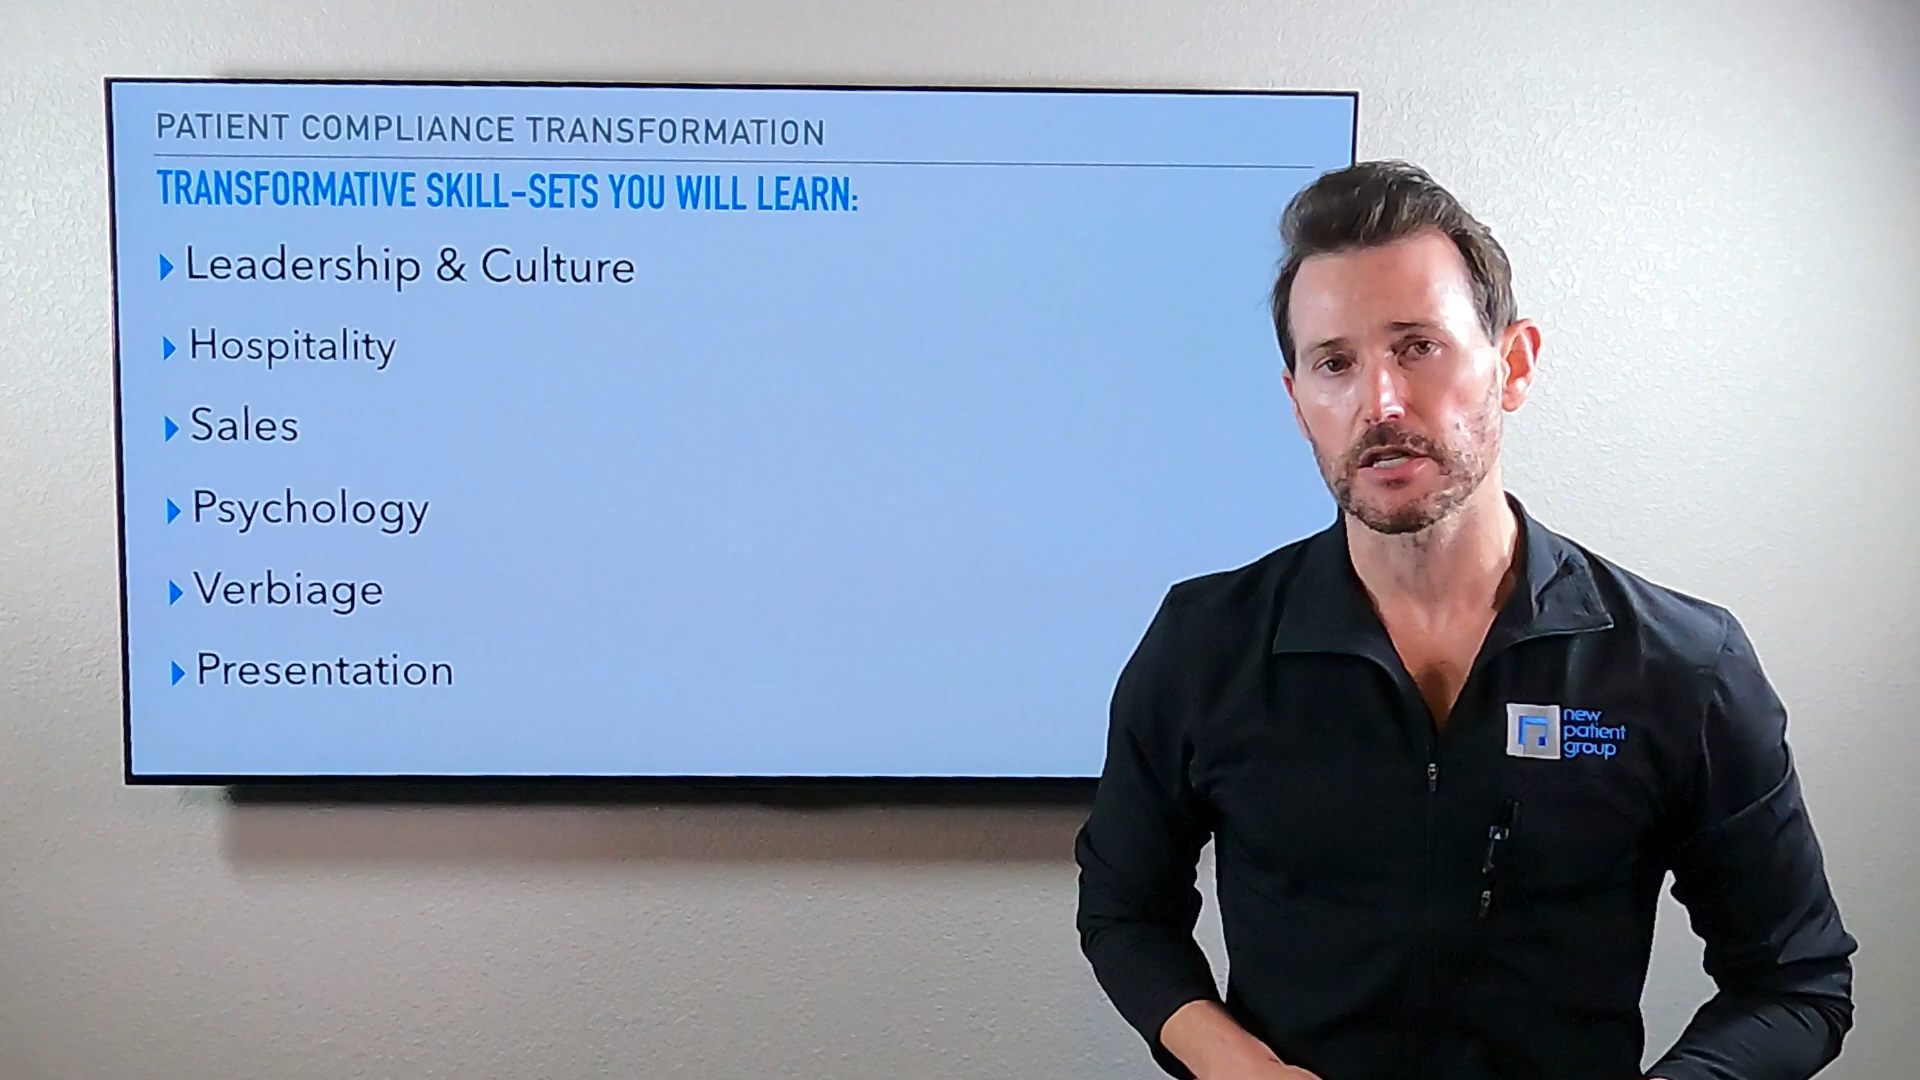 PATIENT COMPLIANCE TRANSFORMATION
TRANSFORMATIVE SKILL-SETS YOU WILL LEARN:
Leadership & Culture
Hospitality
Sales
Psychology
Verbiage
Presentation
new
patient
group